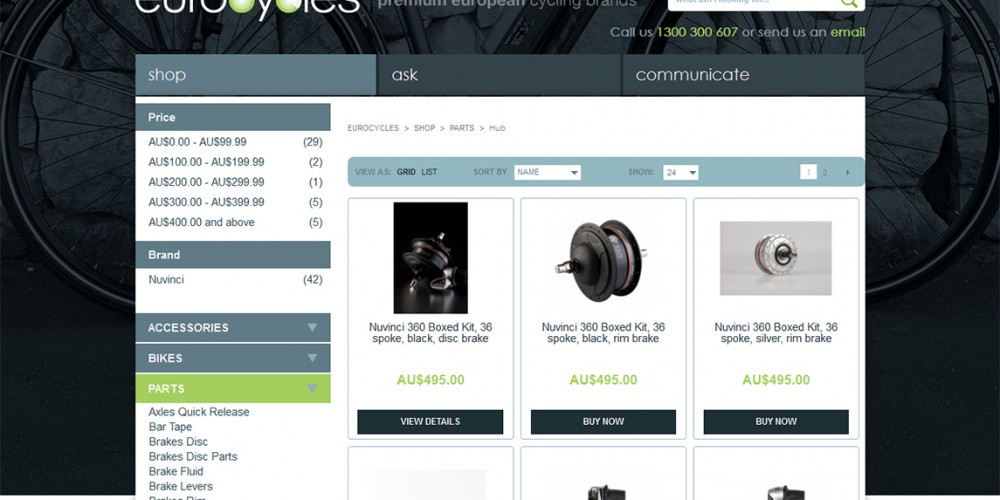 eurocycles
premium european cycling brands
Call us 1300 300 607 or send us an email
shop
ask
communicate
Price
AU$0.00 - AU$99.99 (29)
AU$100.00 - AU$199.99 (2)
AU$200.00 - AU$299.99 (1)
AU$300.00 - AU$399.99 (5)
AU$400.00 and above (5)
Brand
Nuvinci (42)
ACCESSORIES
BIKES
PARTS
Axles Quick Release
Bar Tape
Brakes Disc
Brakes Disc Parts
Brake Fluid
Brake Levers
Brakes Rim
EUROCYCLES > SHOP > PARTS > Hub
VIEW AS: GRID LIST SORT BY NAME SHOW: 24 1 2
Nuvinci 360 Boxed Kit, 36
spoke, black, disc brake
AU$495.00
VIEW DETAILS
Nuvinci 360 Boxed Kit, 36
spoke, black, rim brake
AU$495.00
BUY NOW
Nuvinci 360 Boxed Kit, 36
spoke, silver, rim brake
AU$495.00
BUY NOW